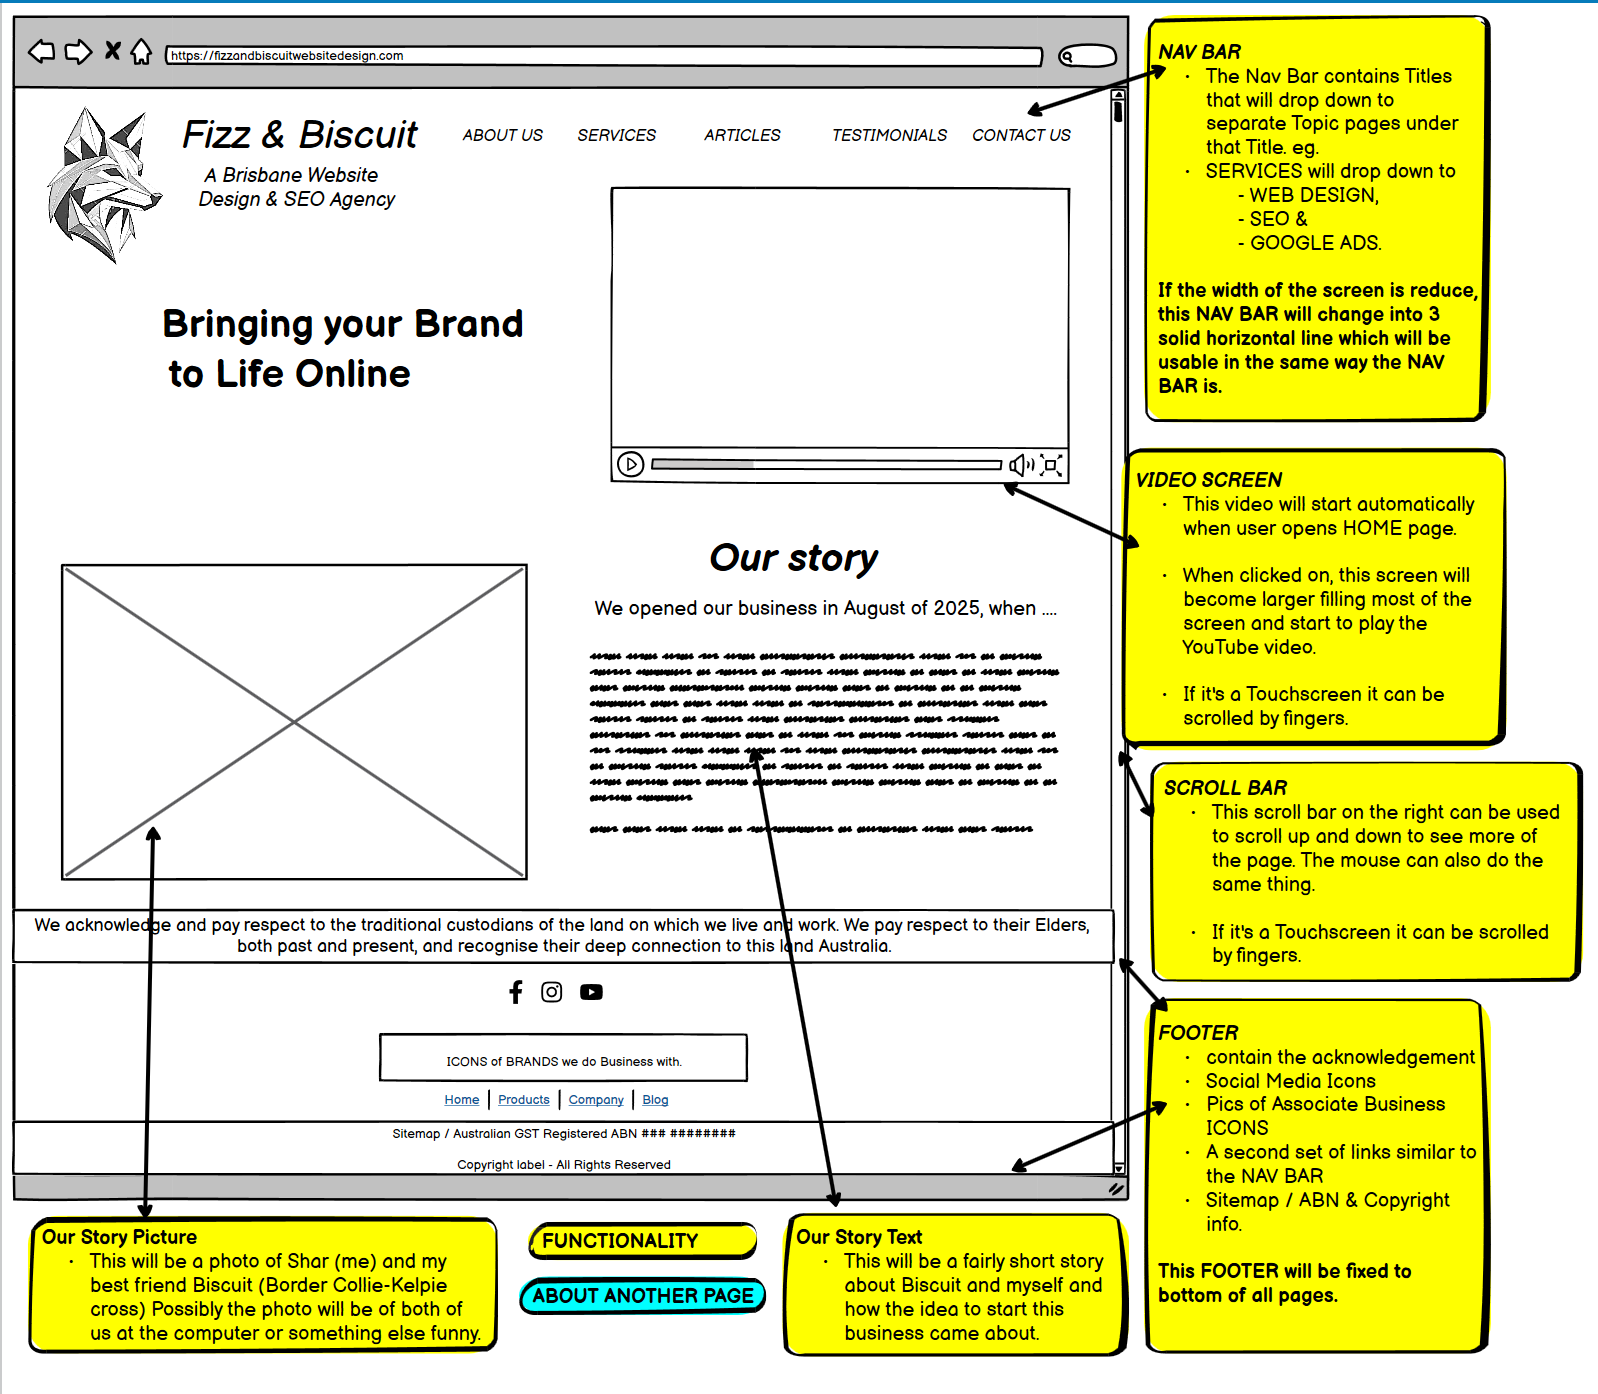 https://fizzandbiscuitwebsitedesign.com
Fizz & Biscuit
A Brisbane Website
Design & SEO Agency
ABOUT US
SERVICES
ARTICLES
TESTIMONIALS
CONTACT US
Bringing your Brand
to Life Online
Our story
We opened our business in August of 2025, when ....
We acknowledge and pay respect to the traditional custodians of the land on which we live and work. We pay respect to their Elders,
both past and present, and recognise their deep connection to this land Australia.
ICONS of BRANDS we do Business with.
Home | Products | Company | Blog
Sitemap / Australian GST Registered ABN ### ########
Copyright label - All Rights Reserved
NAV BAR
· The Nav Bar contains Titles
that will drop down to
separate Topic pages under
that Title. eg.
· SERVICES will drop down to
- WEB DESIGN,
- SEO &
- GOOGLE ADS.
If the width of the screen is reduce,
this NAV BAR will change into 3
solid horizontal line which will be
usable in the same way the NAV
BAR is.
VIDEO SCREEN
· This video will start automatically
when user opens HOME page.
· When clicked on, this screen will
become larger filling most of the
screen and start to play the
YouTube video.
· If it's a Touchscreen it can be
scrolled by fingers.
SCROLL BAR
· This scroll bar on the right can be used
to scroll up and down to see more of
the page. The mouse can also do the
same thing.
· If it's a Touchscreen it can be scrolled
by fingers.
FOOTER
· contain the acknowledgement
· Social Media Icons
· Pics of Associate Business
ICONS
· A second set of links similar to
the NAV BAR
· Sitemap / ABN & Copyright
info.
This FOOTER will be fixed to
bottom of all pages.
Our Story Picture
· This will be a photo of Shar (me) and my
best friend Biscuit (Border Collie-Kelpie
cross) Possibly the photo will be of both of
us at the computer or something else funny.
FUNCTIONALITY
ABOUT ANOTHER PAGE
Our Story Text
· This will be a fairly short story
about Biscuit and myself and
how the idea to start this
business came about.